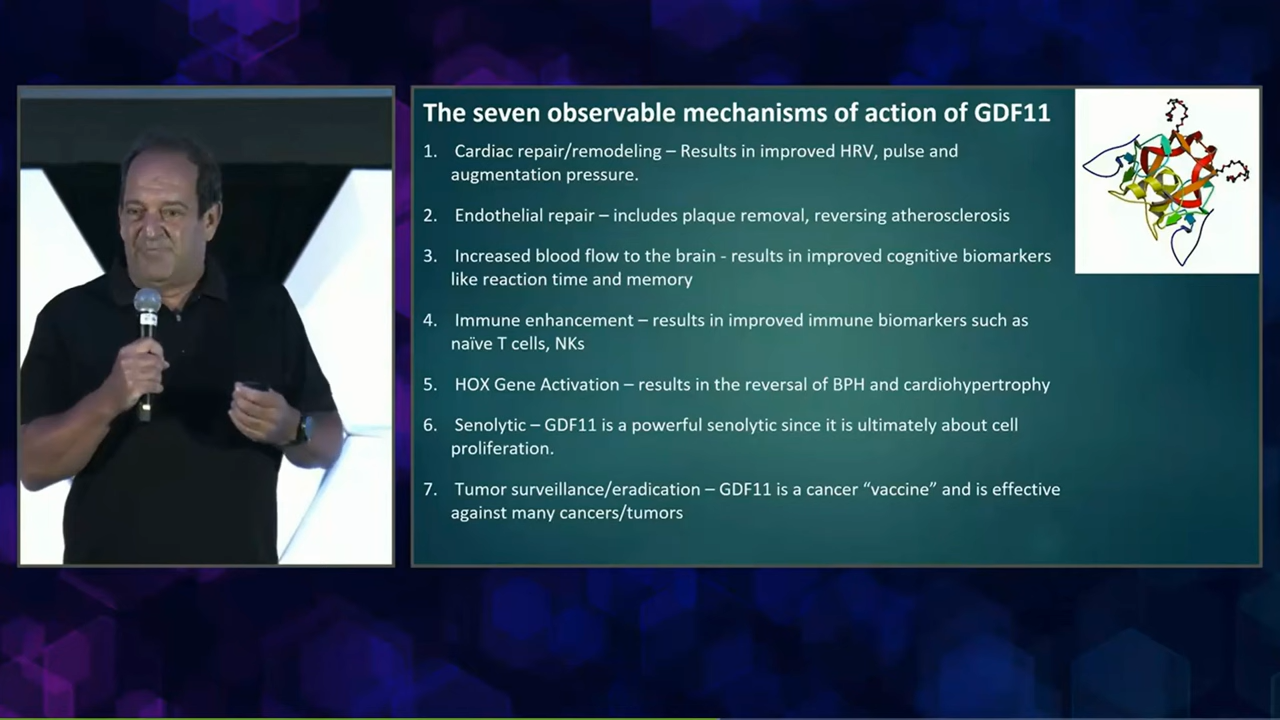 The seven observable mechanisms of action of GDF11
1. Cardiac repair/remodeling – Results in improved HRV, pulse and
augmentation pressure.
2. Endothelial repair – includes plaque removal, reversing atherosclerosis
3. Increased blood flow to the brain - results in improved cognitive biomarkers
like reaction time and memory
4. Immune enhancement – results in improved immune biomarkers such as
naïve T cells, NKs
5. HOX Gene Activation – results in the reversal of BPH and cardiohypertrophy
6. Senolytic – GDF11 is a powerful senolytic since it is ultimately about cell
proliferation.
7. Tumor surveillance/eradication – GDF11 is a cancer “vaccine” and is effective
against many cancers/tumors